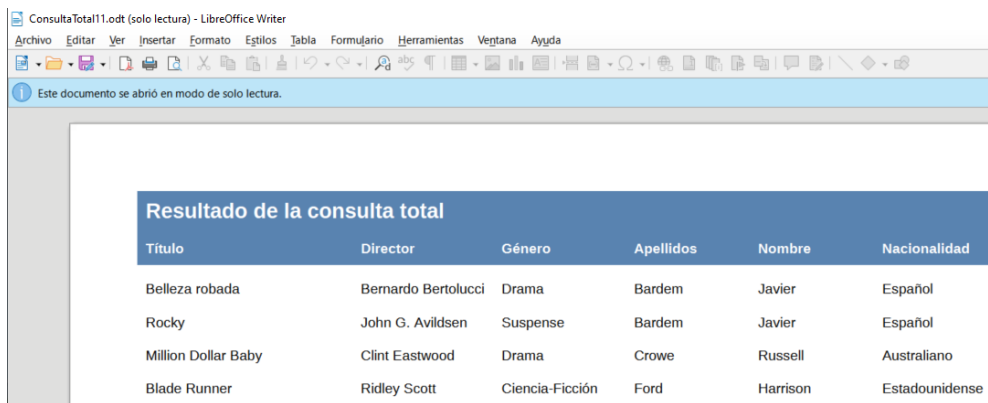 ConsultaTotal11.odt (solo lectura) - LibreOffice Writer
Archivo Editar Ver Insertar Formato Estilos Tabla Formulario Herramientas Ventana Ayuda
Este documento se abrió en modo de solo lectura.
Resultado de la consulta total
Título Director Género Apellidos Nombre Nacionalidad
Belleza robada Bernardo Bertolucci Drama Bardem Javier Español
Rocky John G. Avildsen Suspense Bardem Javier Español
Million Dollar Baby Clint Eastwood Drama Crowe Russell Australiano
Blade Runner Ridley Scott Ciencia-Ficción Ford Harrison Estadounidense